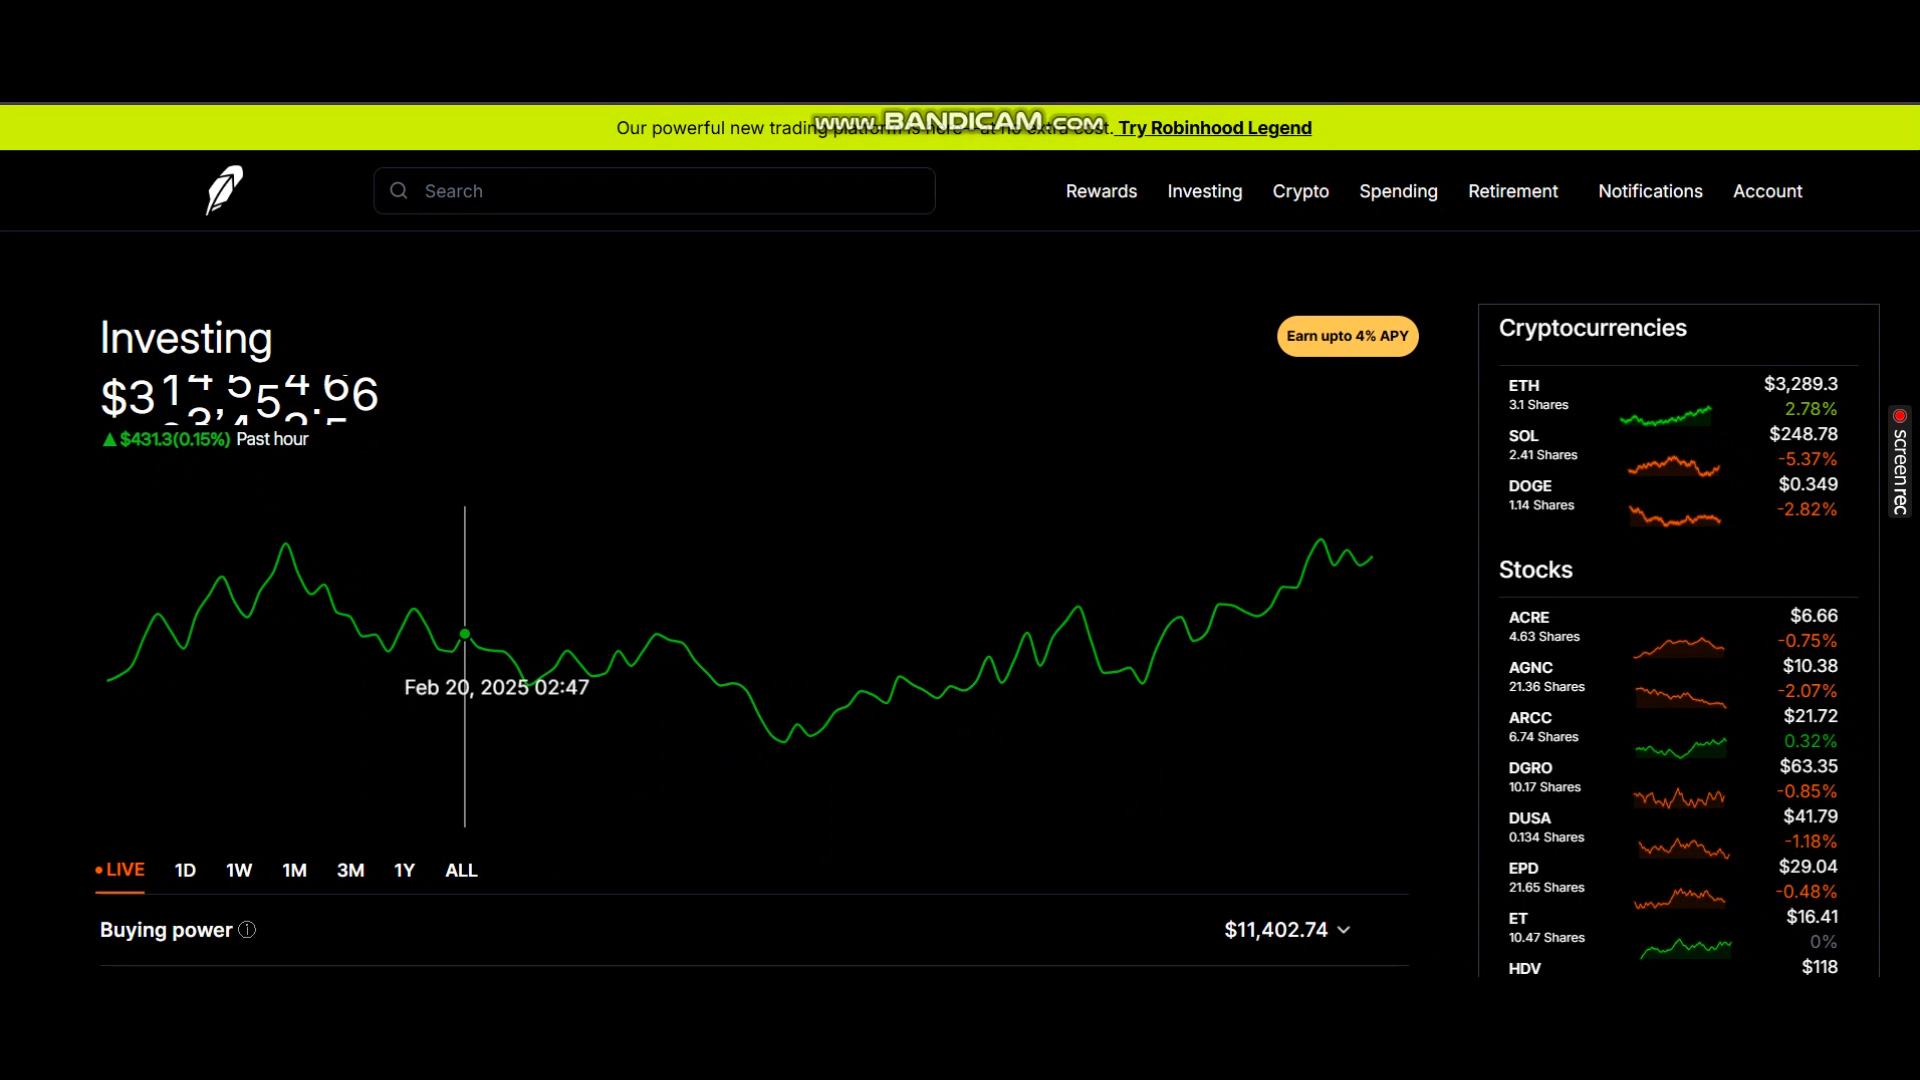 www.BANDICAM.com
Our powerful new trading platform is here - at no extra cost. Try Robinhood Legend
Search
Rewards
Investing
Crypto
Spending
Retirement
Notifications
Account
Investing
Earn upto 4% APY
▲$431.3(0.15%) Past hour
Feb 20, 2025 02:47
• LIVE
1D
1W
1M
3M
1Y
ALL
Buying power
$11,402.74
Cryptocurrencies
ETH
$3,289.3
3.1 Shares
2.78%
SOL
$248.78
2.41 Shares
-5.37%
DOGE
$0.349
1.14 Shares
-2.82%
Stocks
ACRE
$6.66
4.63 Shares
-0.75%
AGNC
$10.38
21.36 Shares
-2.07%
ARCC
$21.72
6.74 Shares
0.32%
DGRO
$63.35
10.17 Shares
-0.85%
DUSA
$41.79
0.134 Shares
-1.18%
EPD
$29.04
21.65 Shares
-0.48%
ET
$16.41
10.47 Shares
0%
HDV
$118
screenrec